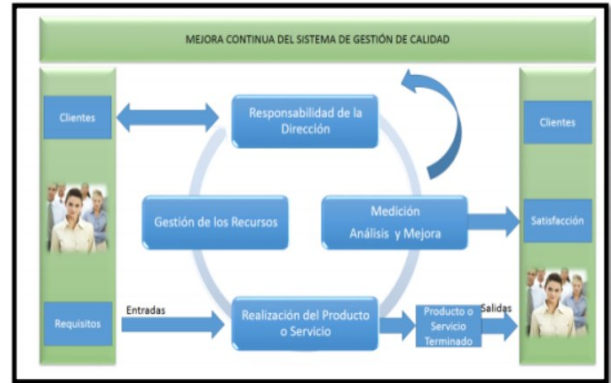 MEJORA CONTINUA DEL SISTEMA DE GESTIÓN DE CALIDAD
Clientes
Responsabilidad de la
Dirección
Clientes
Gestión de los Recursos
Medición
Análisis y Mejora
Satisfacción
Requisitos
Entradas
Realización del Producto
o Servicio
Producto o
Servicio
Terminado
Salidas